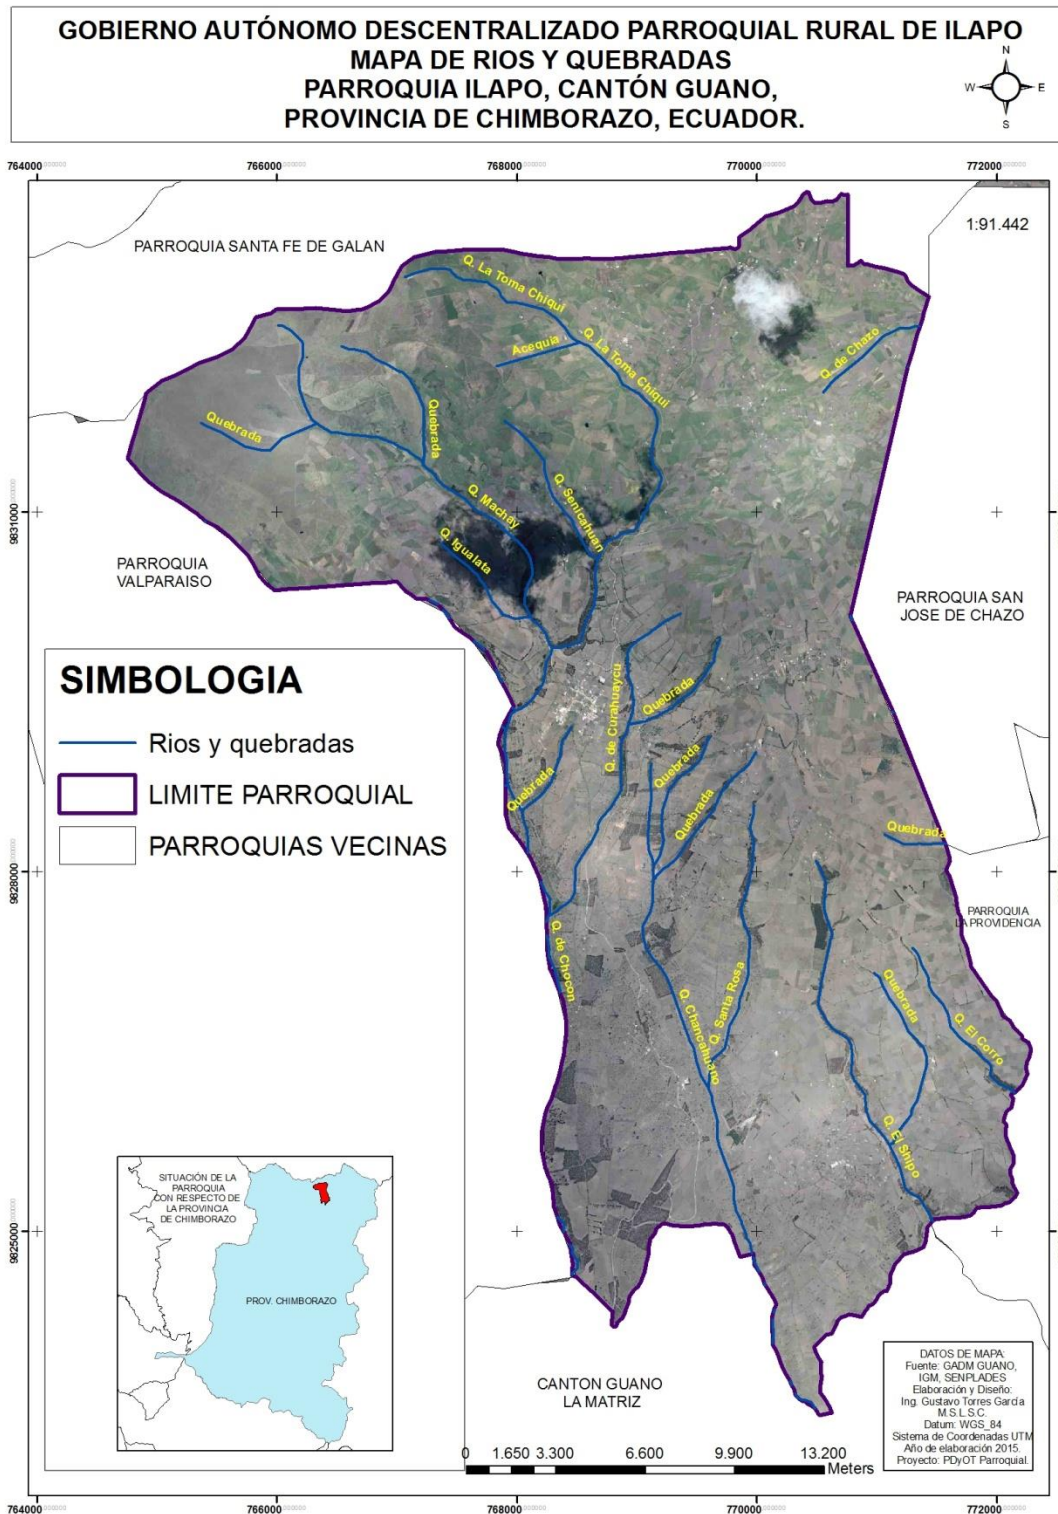 GOBIERNO AUTÓNOMO DESCENTRALIZADO PARROQUIAL RURAL DE ILAPO
MAPA DE RIOS Y QUEBRADAS
PARROQUIA ILAPO, CANTÓN GUANO,
PROVINCIA DE CHIMBORAZO, ECUADOR.
N
W
E
S
764000
766000
768000
770000
772000
1:91.442
PARROQUIA SANTA FE DE GALAN
Q. La Toma Chiqui
Acequia
Q. La Toma Chiqui
Q. de Chazo
Quebrada
Quebrada
Q. Machay
Q. Senicahuan
Q. Igualata
9831000
PARROQUIA
VALPARAISO
PARROQUIA SAN
JOSE DE CHAZO
SIMBOLOGIA
Rios y quebradas
LIMITE PARROQUIAL
PARROQUIAS VECINAS
Q. de Curahuaycu
Quebrada
Quebrada
Quebrada
Quebrada
Quebrada
9828000
PARROQUIA
LA PROVIDENCIA
Q. de Chocon
Q. Chancahuano
Q. Santa Rosa
Quebrada
Q. El Corro
Q. El Shipo
9825000
SITUACIÓN DE LA
PARROQUIA
CON RESPECTO DE
LA PROVINCIA
DE CHIMBORAZO
PROV. CHIMBORAZO
CANTON GUANO
LA MATRIZ
DATOS DE MAPA:
Fuente: GADM GUANO,
IGM, SENPLADES
Elaboración y Diseño:
Ing. Gustavo Torres García
M.S.L.S.C.
Datum: WGS_84
Sistema de Coordenadas UTM
Año de elaboración 2015.
Proyecto: PDyOT Parroquial.
0 1.650 3.300 6.600 9.900 13.200
Meters
764000
766000
768000
770000
772000